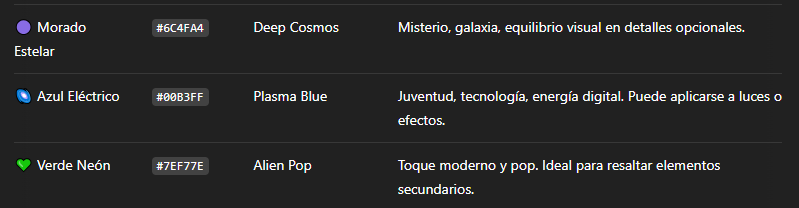 Morado Estelar #6C4FA4 Deep Cosmos Misterio, galaxia, equilibrio visual en detalles opcionales.
Azul Eléctrico #00B3FF Plasma Blue Juventud, tecnología, energía digital. Puede aplicarse a luces o
efectos.
Verde Neón #7EF77E Alien Pop Toque moderno y pop. Ideal para resaltar elementos
secundarios.